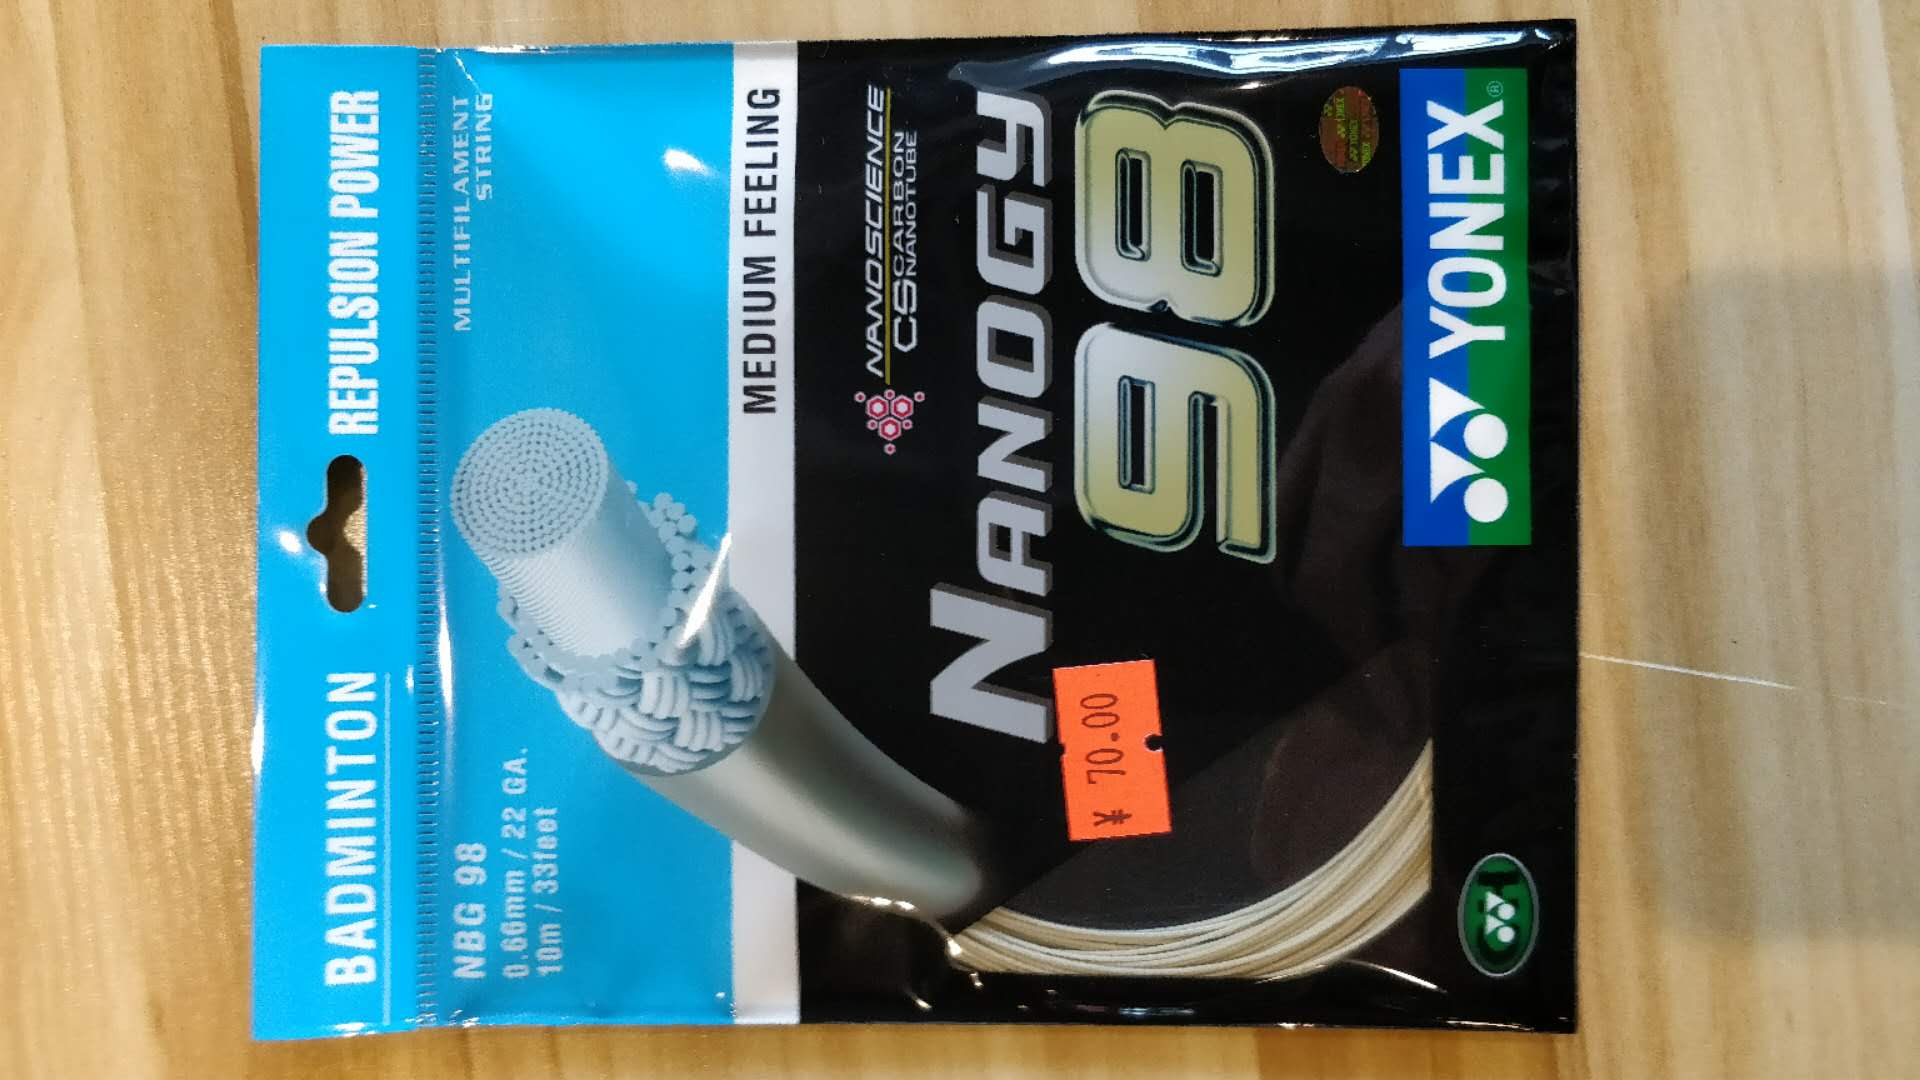 BADMINTON REPULSION POWER
NBG 98
0.66mm / 22 GA.
10m / 33feet
MULTIFILAMENT
STRING
MEDIUM FEELING
NANOSCIENCE
CS CARBON
NANOTUBE
NANOGY
98
¥ 70.00
YONEX®
YONEX